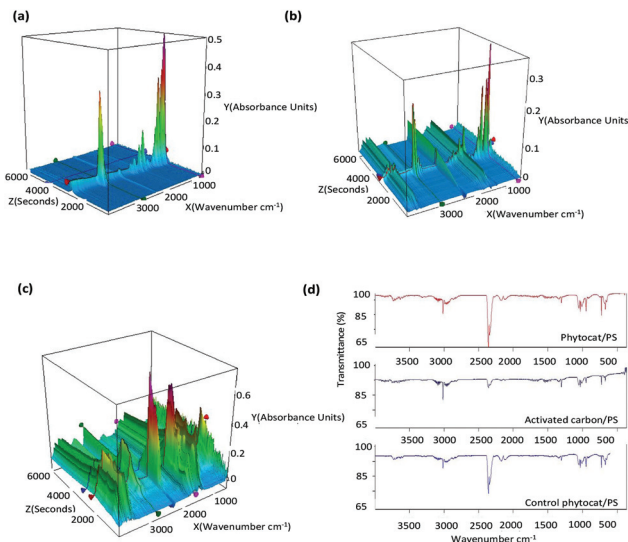 (a)
0.5
0.4
0.3
0.2
0.1
0
Y(Absorbance Units)
6000
4000
2000
Z(Seconds)
3000
2000
1000
X(Wavenumber cm⁻¹)
(b)
0.3
0.2
0.1
0
Y(Absorbance Units
6000
4000
2000
Z(Seconds)
3000
2000
1000
X(Wavenumber cm⁻¹)
(c)
0.6
0.4
0.2
0
Y(Absorbance Units)
6000
4000
2000
Z(Seconds)
3000
2000
1000
X(Wavenumber cm⁻¹)
(d)
Transmittance (%)
100
85
65
Phytocat/PS
3500 3000 2500 2000 1500 1000 500
100
85
65
Activated carbon/PS
3500 3000 2500 2000 1500 1000 500
100
85
65
Control phytocat/PS
3500 3000 2500 2000 1500 1000 500
Wavenumber cm⁻¹